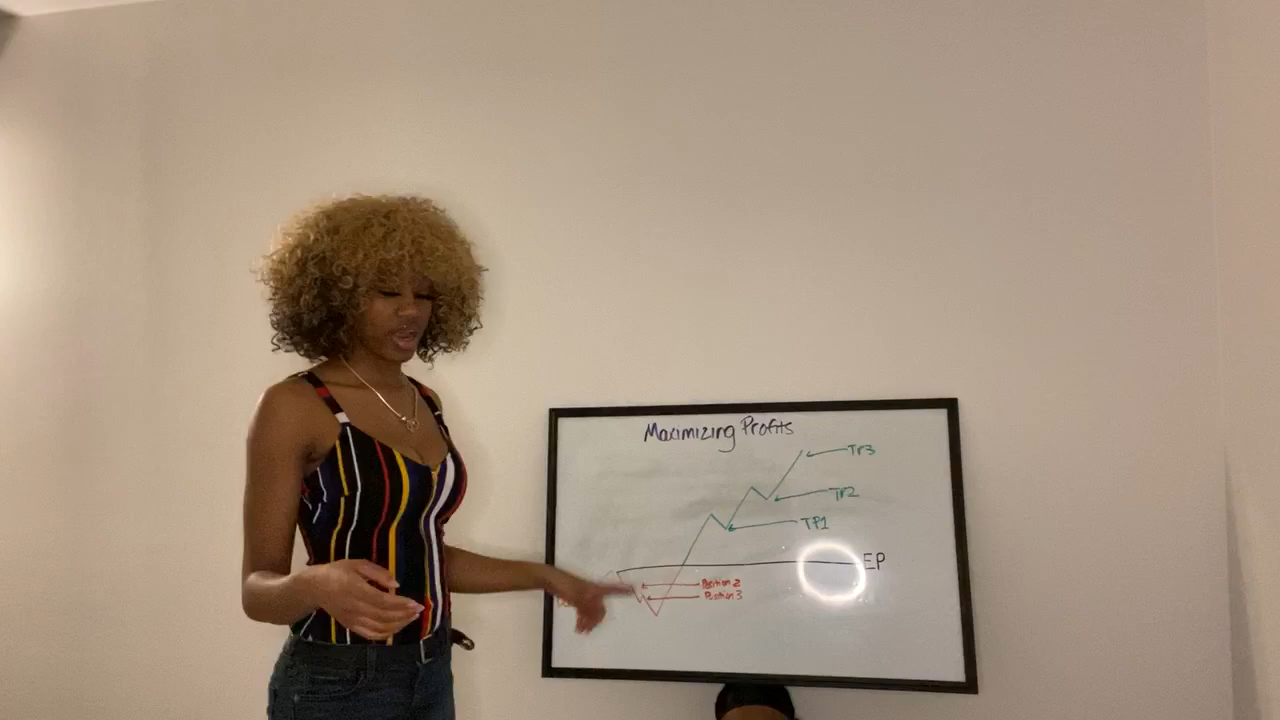 Maximizing Profits
TP3
TP2
TP1
EP
Position 2
Position 3